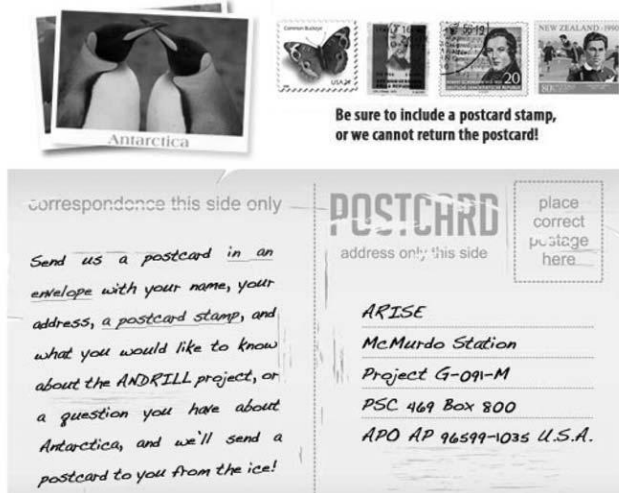 Antarctica
Common Buckeye
USA
20
NEW ZEALAND - 1990
80c
Be sure to include a postcard stamp,
or we cannot return the postcard!
correspondence this side only
Send us a postcard in an
envelope with your name, your
address, a postcard stamp, and
what you would like to know
about the ANDRILL project, or
a question you have about
Antarctica, and we'll send a
postcard to you from the ice!
POSTCARD
address only this side
place
correct
postage
here
ARISE
McMurdo Station
Project G-091-M
PSC 469 Box 800
APO AP 96599-1035 U.S.A.